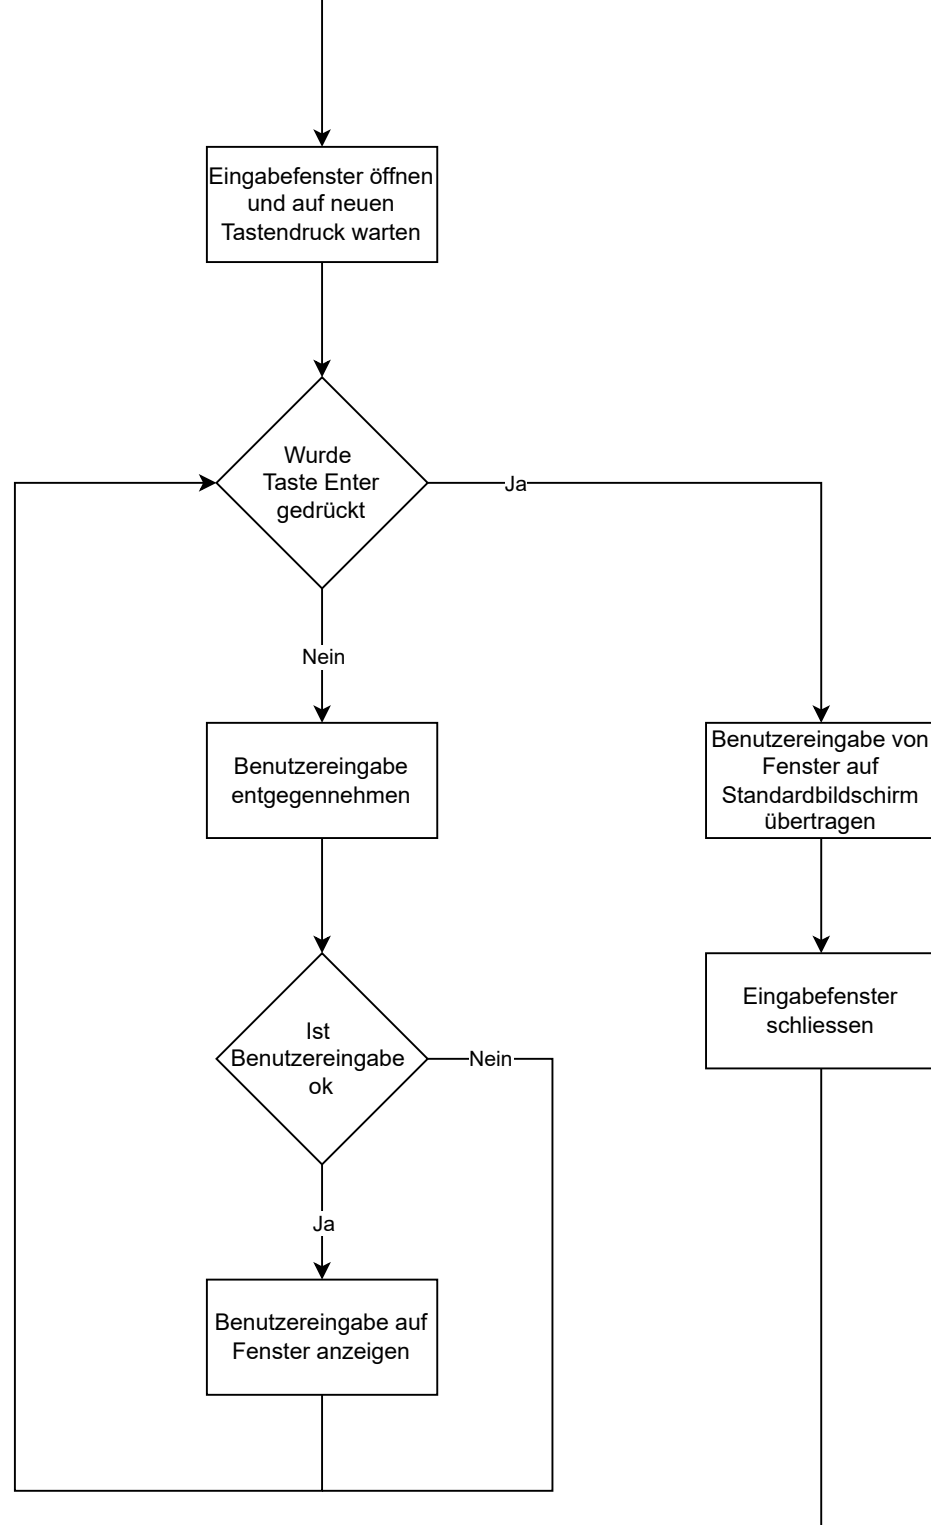 Eingabefenster öffnen
und auf neuen
Tastendruck warten
Wurde
Taste Enter
gedrückt
Ja
Nein
Benutzereingabe
entgegennehmen
Benutzereingabe von
Fenster auf
Standardbildschirm
übertragen
Ist
Benutzereingabe
ok
Nein
Eingabefenster
schliessen
Ja
Benutzereingabe auf
Fenster anzeigen